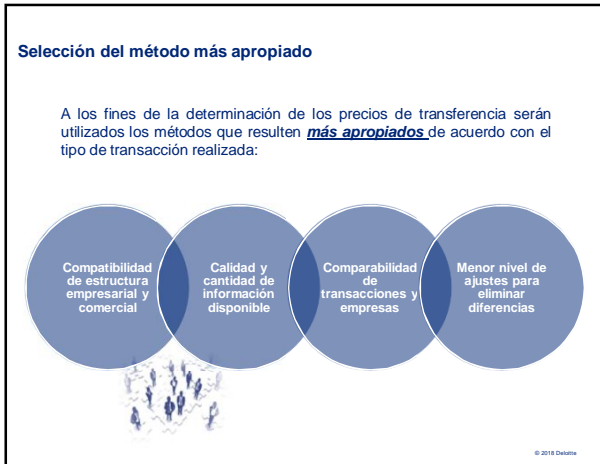 Selección del método más apropiado
A los fines de la determinación de los precios de transferencia serán
utilizados los métodos que resulten más apropiados de acuerdo con el
tipo de transacción realizada:
Compatibilidad
de estructura
empresarial y
comercial
Calidad y
cantidad de
información
disponible
Comparabilidad
de
transacciones y
empresas
Menor nivel de
ajustes para
eliminar
diferencias
© 2018 Deloitte